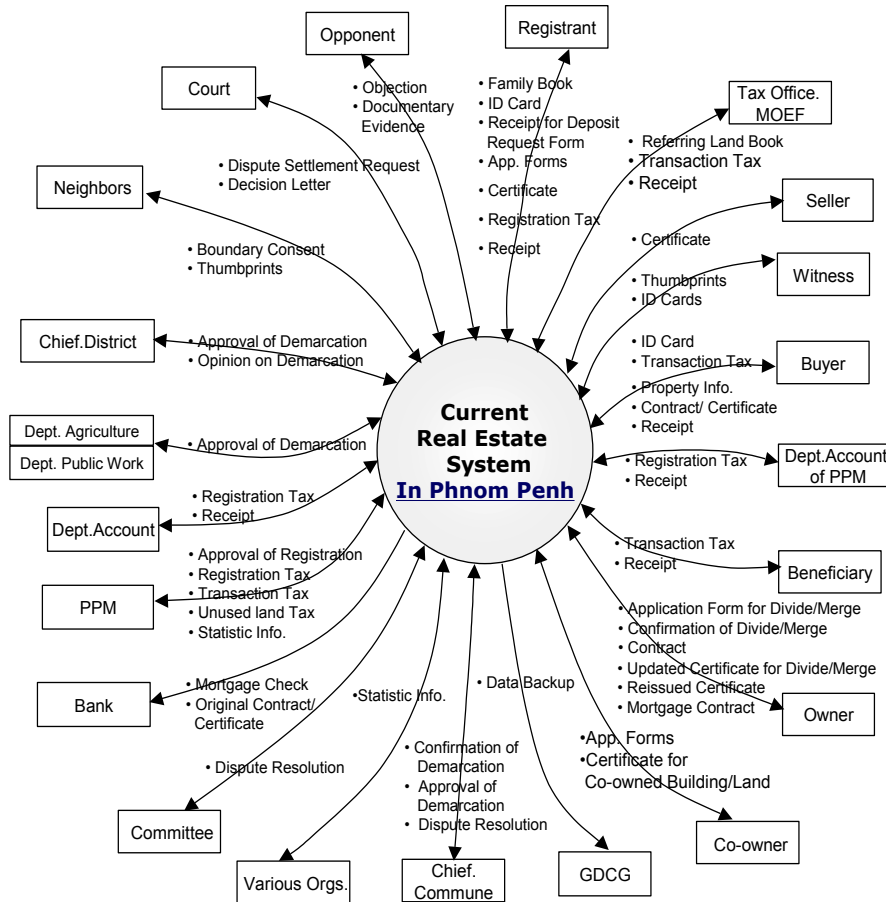 Opponent
Registrant
Court
Tax Office.
MOEF
• Objection
• Documentary
Evidence
• Family Book
• ID Card
• Receipt for Deposit
Request Form
• App. Forms
• Certificate
• Registration Tax
• Receipt
• Referring Land Book
• Transaction Tax
• Receipt
• Dispute Settlement Request
• Decision Letter
Neighbors
Seller
• Boundary Consent
• Thumbprints
• Certificate
Witness
• Thumbprints
• ID Cards
Chief.District
• Approval of Demarcation
• Opinion on Demarcation
• ID Card
• Transaction Tax
• Property Info.
• Contract/ Certificate
• Receipt
Buyer
Dept. Agriculture
Dept. Public Work
• Approval of Demarcation
Current
Real Estate
System
In Phnom Penh
• Registration Tax
• Receipt
Dept.Account
of PPM
• Registration Tax
• Receipt
Dept.Account
• Transaction Tax
• Receipt
Beneficiary
• Approval of Registration
• Registration Tax
• Transaction Tax
• Unused land Tax
• Statistic Info.
PPM
• Application Form for Divide/Merge
• Confirmation of Divide/Merge
• Contract
• Updated Certificate for Divide/Merge
• Reissued Certificate
• Mortgage Contract
Owner
Bank
• Mortgage Check
• Original Contract/
Certificate
•Statistic Info.
• Data Backup
• App. Forms
• Certificate for
Co-owned Building/Land
• Dispute Resolution
• Confirmation of
Demarcation
• Approval of
Demarcation
• Dispute Resolution
Committee
Co-owner
Various Orgs.
Chief.
Commune
GDCG